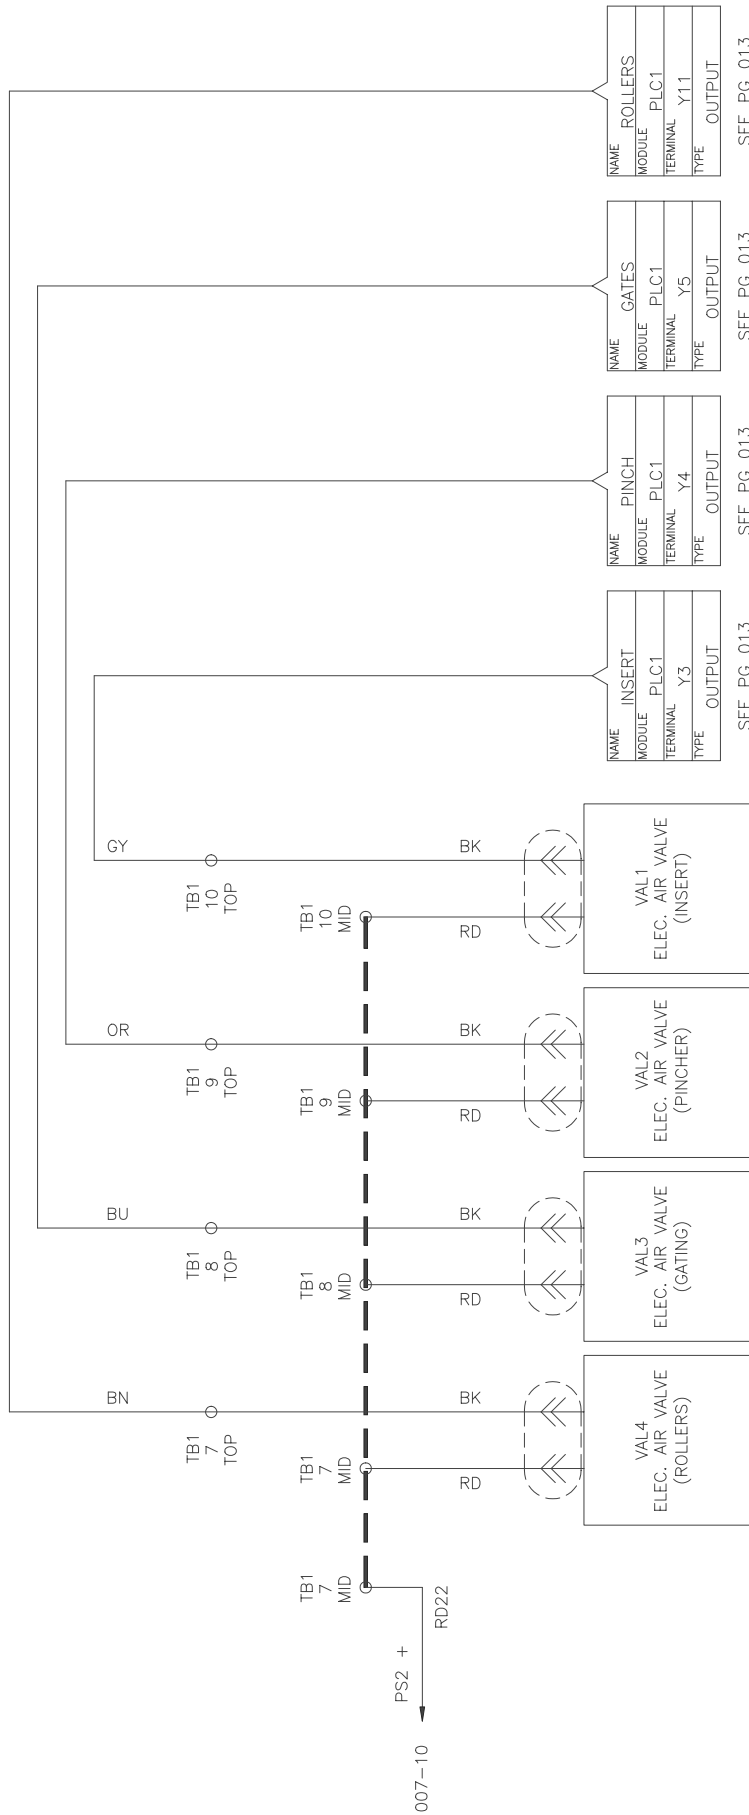 NAME
ROLLERS
MODULE
PLC1
TERMINAL
Y11
TYPE
OUTPUT
SEE PG 013
NAME
GATES
MODULE
PLC1
TERMINAL
Y5
TYPE
OUTPUT
SEE PG 013
NAME
PINCH
MODULE
PLC1
TERMINAL
Y4
TYPE
OUTPUT
SEE PG 013
NAME
INSERT
MODULE
PLC1
TERMINAL
Y3
TYPE
OUTPUT
SEE PG 013
GY
TB1
10
TOP
TB1
10
MID
BK
RD
VAL1
ELEC. AIR VALVE
(INSERT)
OR
TB1
9
TOP
TB1
9
MID
BK
RD
VAL2
ELEC. AIR VALVE
(PINCHER)
BU
TB1
8
TOP
TB1
8
MID
BK
RD
VAL3
ELEC. AIR VALVE
(GATING)
BN
TB1
7
TOP
TB1
7
MID
BK
RD
VAL4
ELEC. AIR VALVE
(ROLLERS)
TB1
7
MID
RD22
PS2 +
007-10